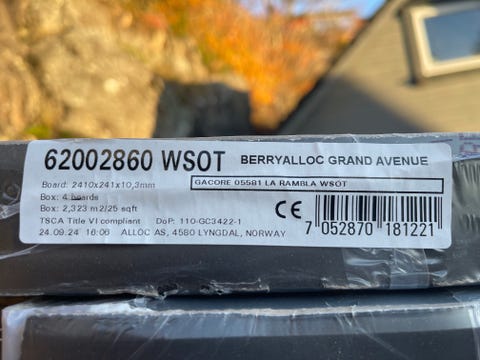 62002860 WSOT BERRYALLOC GRAND AVENUE
Board: 2410x241x10,3mm
GACORE 05581 LA RAMBLA WSOT
Box: 4 boards
Box: 2,323 m2/25 sqft
CE
TSCA Title VI compliant DoP: 110-GC3422-1
24.09.24 16:06 ALLOC AS, 4580 LYNGDAL, NORWAY
7 052870 181221